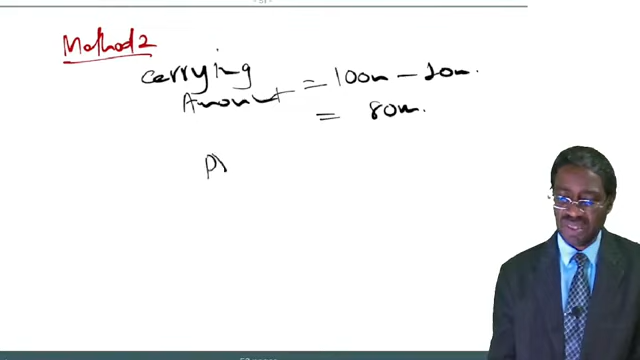 Method 2
Carrying
Amount = 100m - 20m.
= 80m.
P